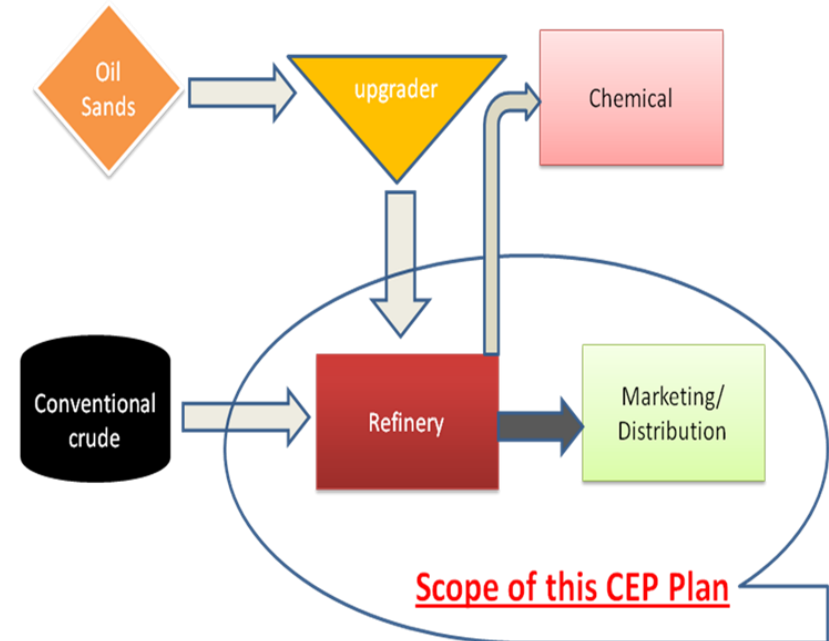 Oil
Sands
upgrader
Chemical
Conventional
crude
Refinery
Marketing/
Distribution
Scope of this CEP Plan